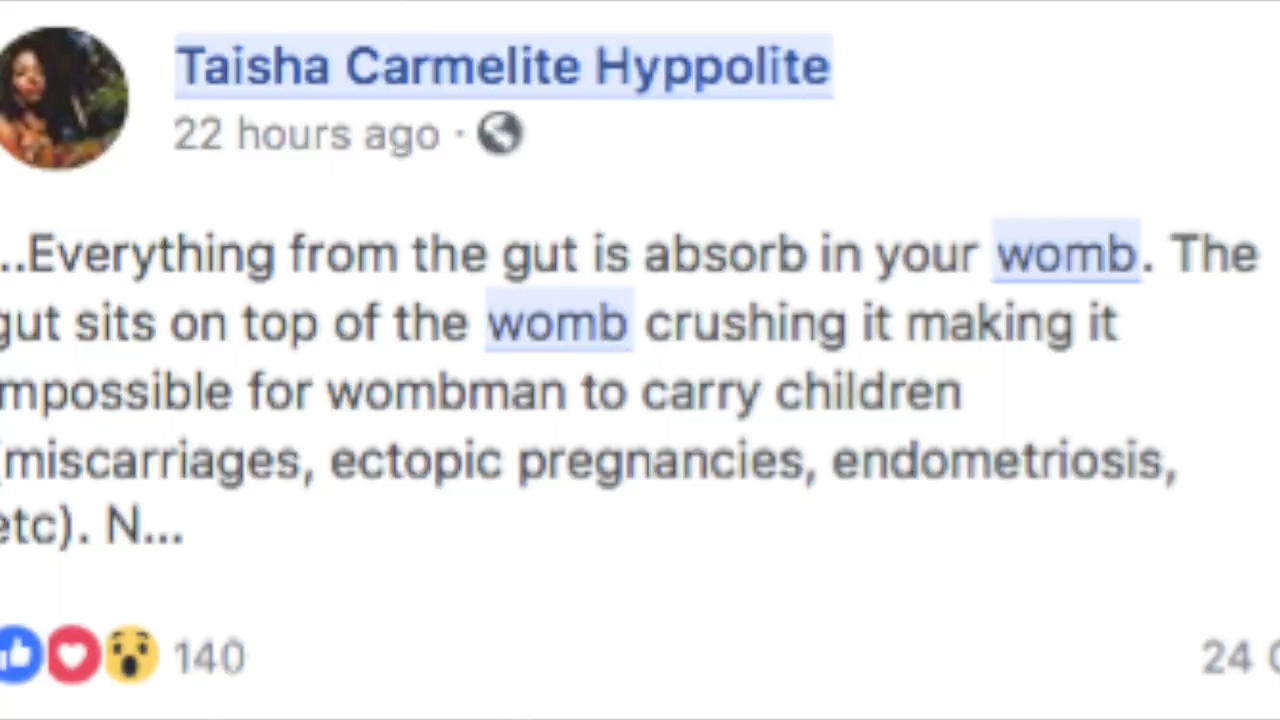 Taisha Carmelite Hyppolite
22 hours ago ·
..Everything from the gut is absorb in your womb. The
gut sits on top of the womb crushing it making it
mpossible for wombman to carry children
(miscarriages, ectopic pregnancies, endometriosis,
etc). N...
140
24